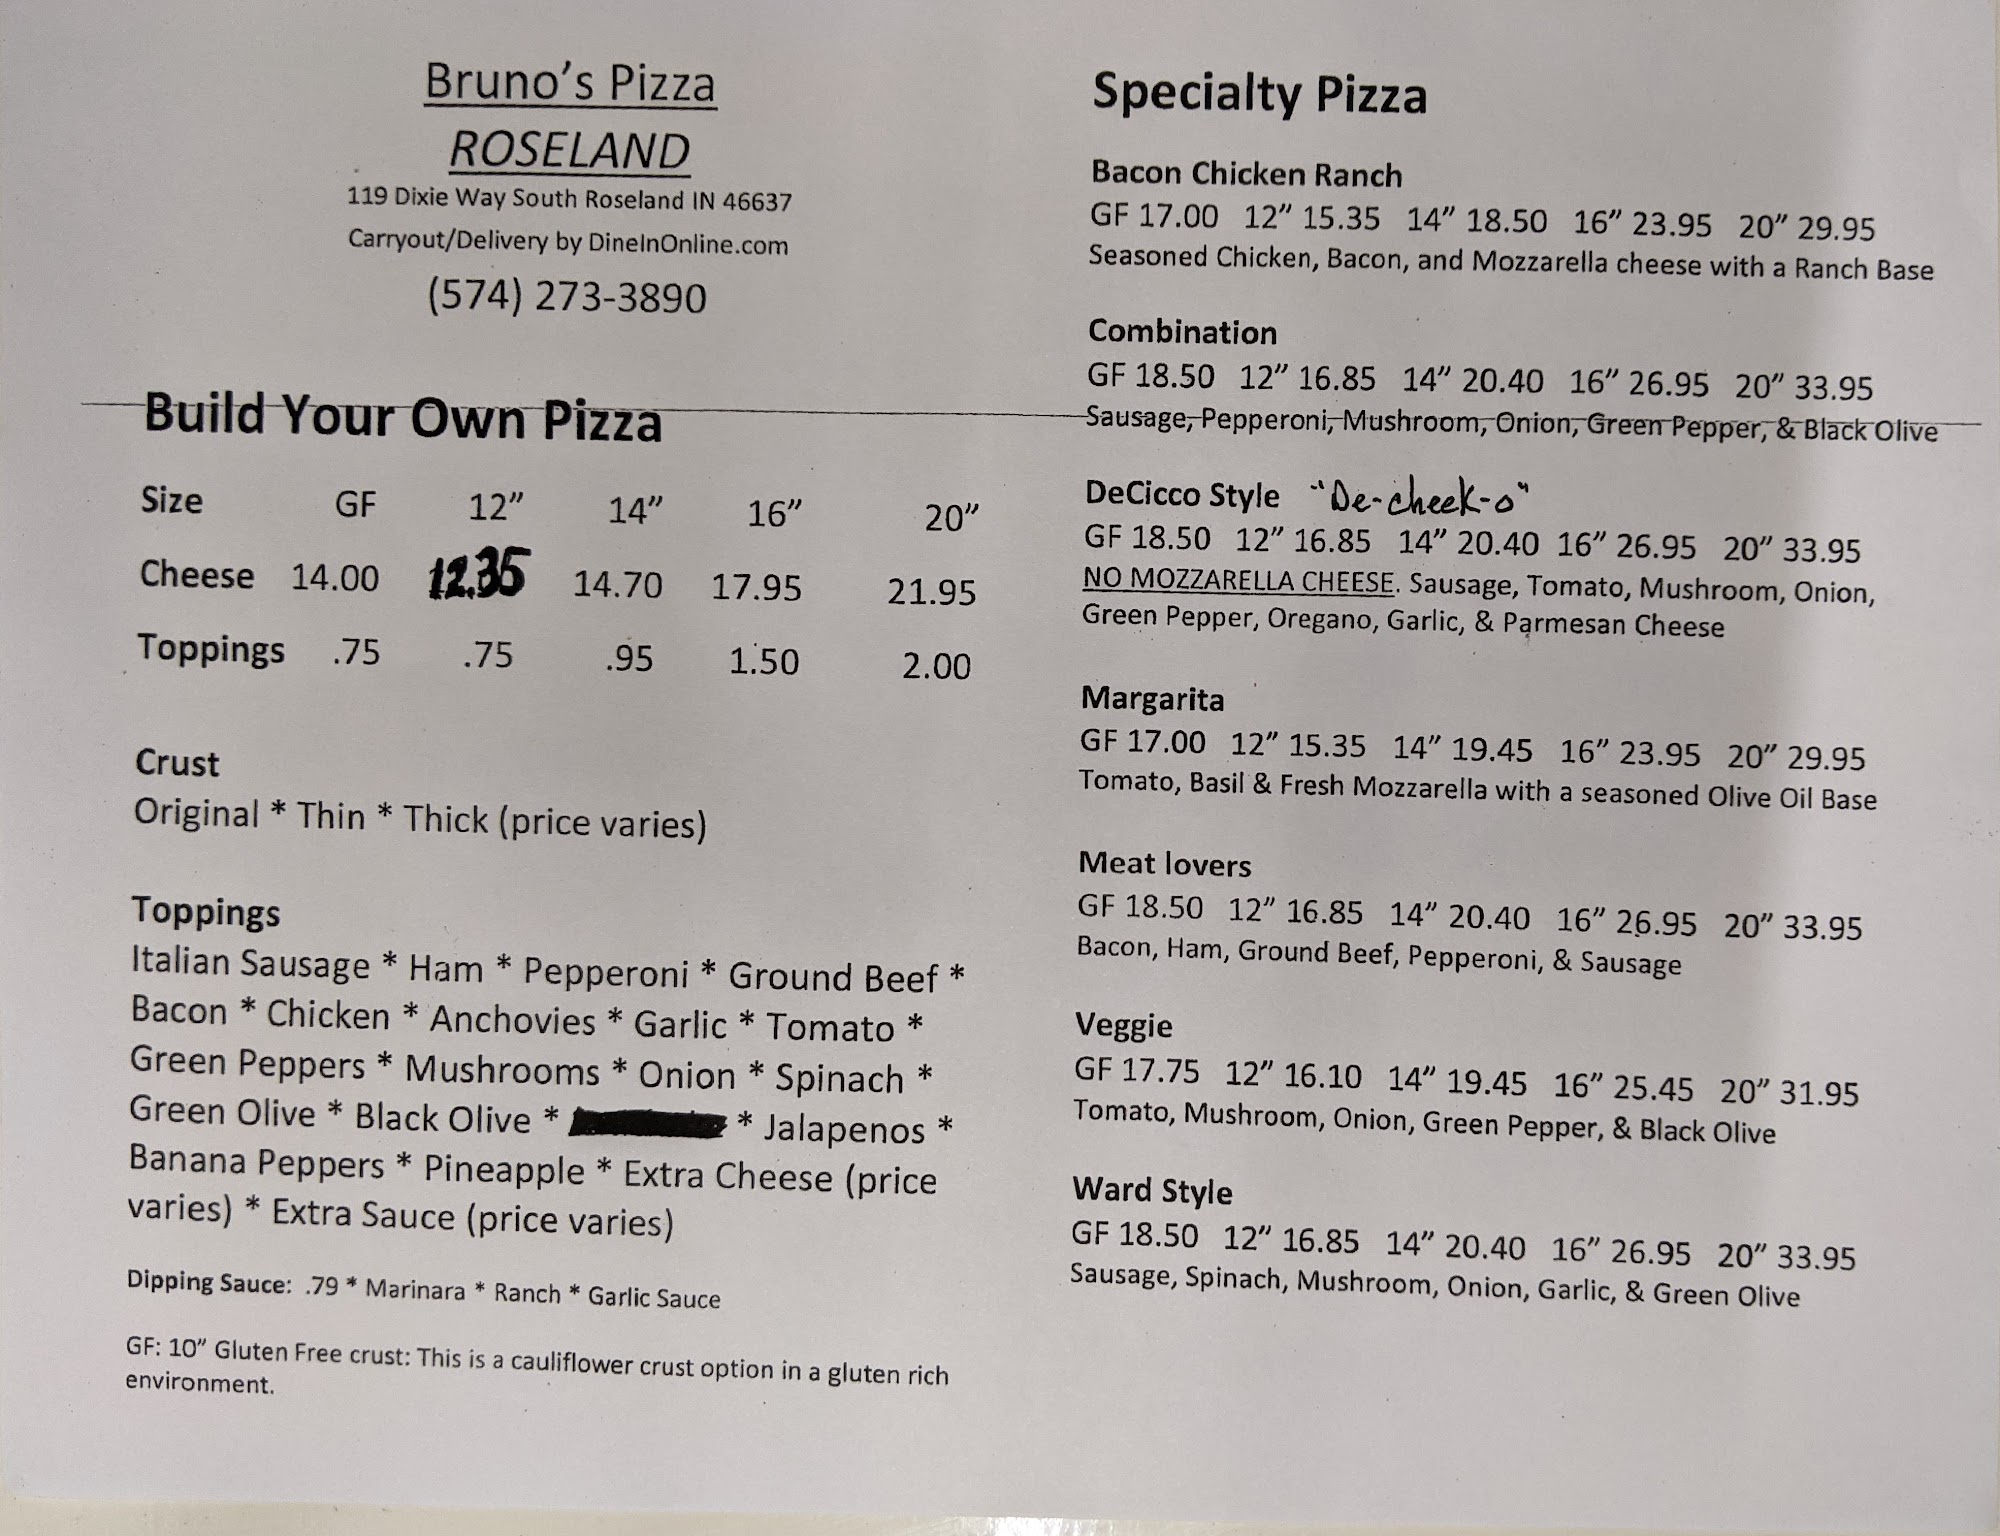 Bruno's Pizza
ROSELAND
119 Dixie Way South Roseland IN 46637
Carryout/Delivery by DineInOnline.com
(574) 273-3890
Build Your Own Pizza
Size GF 12" 14" 16" 20"
Cheese 14.00 12.35 14.70 17.95 21.95
Toppings .75 .75 .95 1.50 2.00
Crust
Original * Thin * Thick (price varies)
Toppings
Italian Sausage * Ham * Pepperoni * Ground Beef *
Bacon * Chicken * Anchovies * Garlic * Tomato *
Green Peppers * Mushrooms * Onion * Spinach *
Green Olive * Black Olive * * Jalapenos *
Banana Peppers * Pineapple * Extra Cheese (price
varies) * Extra Sauce (price varies)
Dipping Sauce: .79 * Marinara * Ranch * Garlic Sauce
GF: 10" Gluten Free crust: This is a cauliflower crust option in a gluten rich
environment.
Specialty Pizza
Bacon Chicken Ranch
GF 17.00 12" 15.35 14" 18.50 16" 23.95 20" 29.95
Seasoned Chicken, Bacon, and Mozzarella cheese with a Ranch Base
Combination
GF 18.50 12" 16.85 14" 20.40 16" 26.95 20" 33.95
Sausage, Pepperoni, Mushroom, Onion, Green Pepper, & Black Olive
DeCicco Style "De-cheek-o"
GF 18.50 12" 16.85 14" 20.40 16" 26.95 20" 33.95
NO MOZZARELLA CHEESE. Sausage, Tomato, Mushroom, Onion,
Green Pepper, Oregano, Garlic, & Parmesan Cheese
Margarita
GF 17.00 12" 15.35 14" 19.45 16" 23.95 20" 29.95
Tomato, Basil & Fresh Mozzarella with a seasoned Olive Oil Base
Meat lovers
GF 18.50 12" 16.85 14" 20.40 16" 26.95 20" 33.95
Bacon, Ham, Ground Beef, Pepperoni, & Sausage
Veggie
GF 17.75 12" 16.10 14" 19.45 16" 25.45 20" 31.95
Tomato, Mushroom, Onion, Green Pepper, & Black Olive
Ward Style
GF 18.50 12" 16.85 14" 20.40 16" 26.95 20" 33.95
Sausage, Spinach, Mushroom, Onion, Garlic, & Green Olive